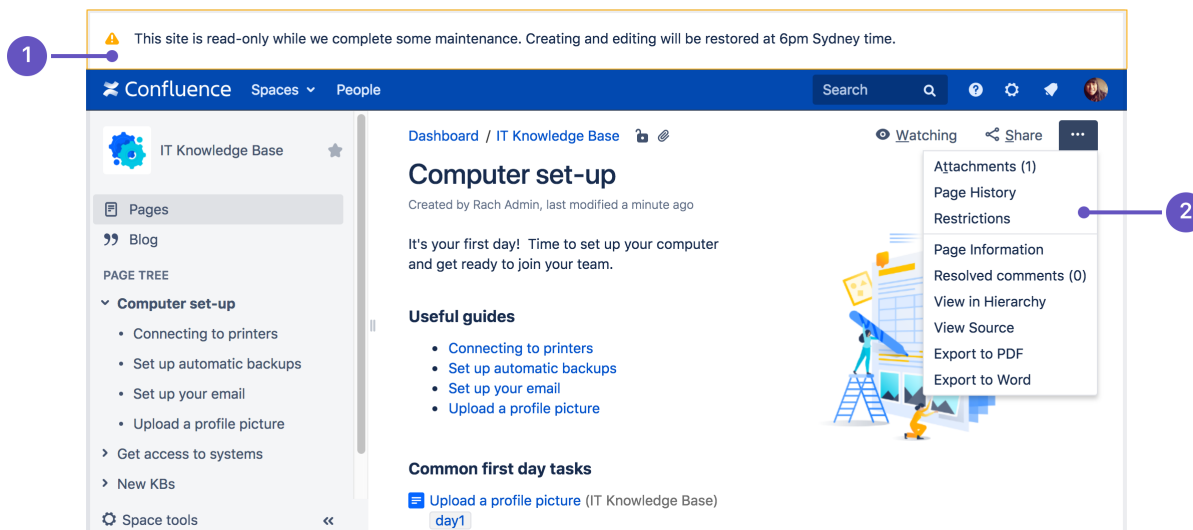 1
This site is read-only while we complete some maintenance. Creating and editing will be restored at 6pm Sydney time.
Confluence Spaces People Search
IT Knowledge Base
Pages
Blog
PAGE TREE
Computer set-up
Connecting to printers
Set up automatic backups
Set up your email
Upload a profile picture
Get access to systems
New KBs
Space tools
Dashboard / IT Knowledge Base
Watching Share
Computer set-up
Created by Rach Admin, last modified a minute ago
It's your first day! Time to set up your computer
and get ready to join your team.
Useful guides
Connecting to printers
Set up automatic backups
Set up your email
Upload a profile picture
Common first day tasks
Upload a profile picture (IT Knowledge Base)
day1
Attachments (1)
Page History
Restrictions
Page Information
Resolved comments (0)
View in Hierarchy
View Source
Export to PDF
Export to Word
2